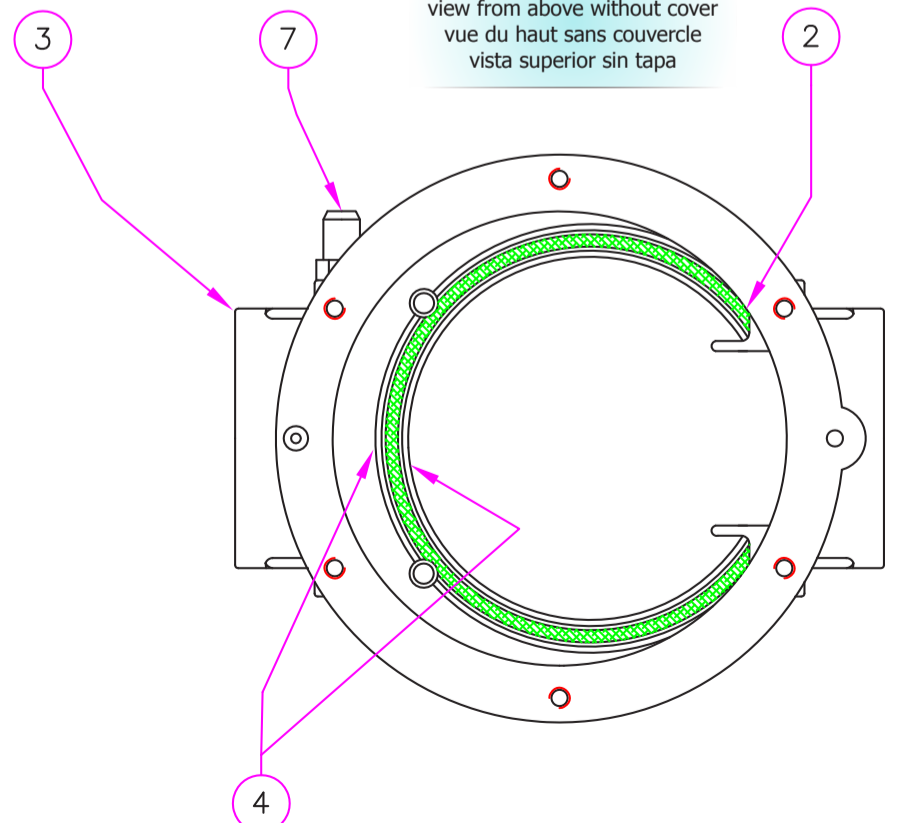 view from above without cover
vue du haut sans couvercle
vista superior sin tapa
3
7
2
4